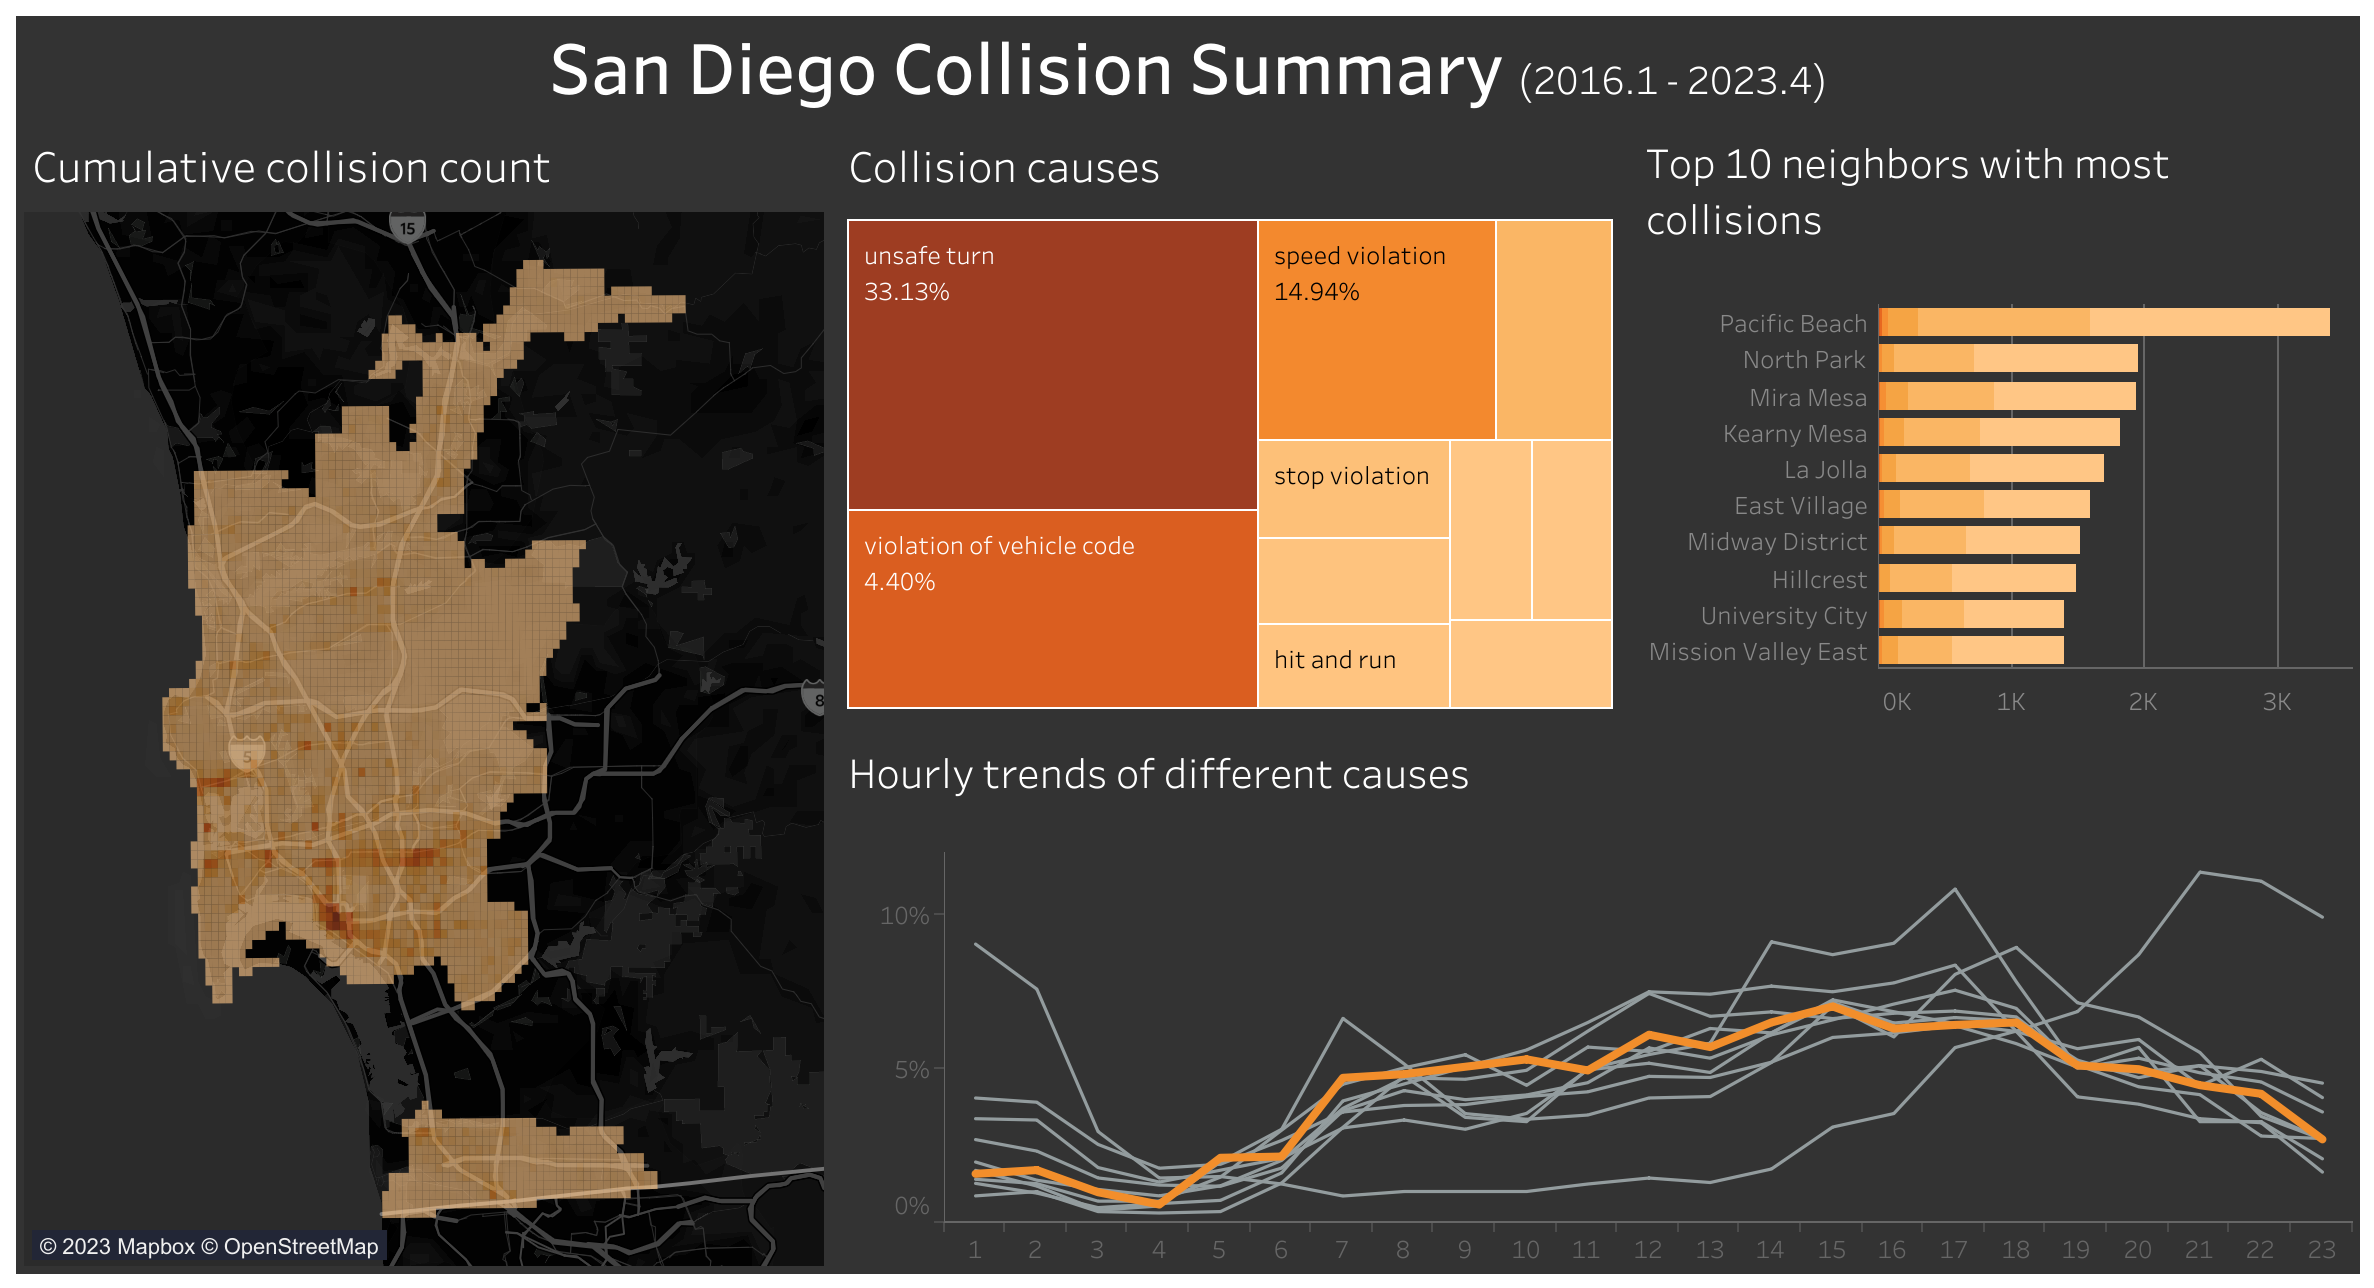 San Diego Collision Summary (2016.1 - 2023.4)
Cumulative collision count
15
5
8
© 2023 Mapbox © OpenStreetMap
Collision causes
unsafe turn
33.13%
speed violation
14.94%
violation of vehicle code
4.40%
stop violation
hit and run
Top 10 neighbors with most
collisions
Pacific Beach
North Park
Mira Mesa
Kearny Mesa
La Jolla
East Village
Midway District
Hillcrest
University City
Mission Valley East
0K 1K 2K 3K
Hourly trends of different causes
10%
5%
0%
1 2 3 4 5 6 7 8 9 10 11 12 13 14 15 16 17 18 19 20 21 22 23